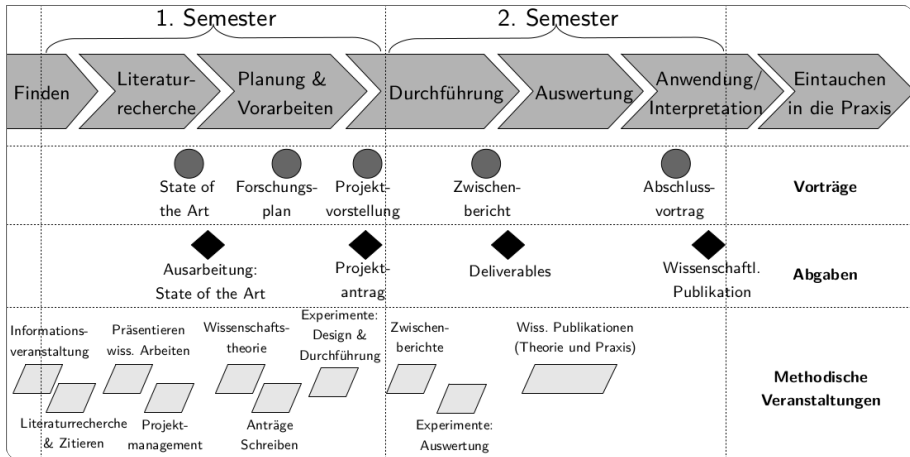 1. Semester
2. Semester
Finden
Literatur-
recherche
Planung &
Vorarbeiten
Durchführung
Auswertung
Anwendung/
Interpretation
Eintauchen
in die Praxis
State of
the Art
Forschungs-
plan
Projekt-
vorstellung
Zwischen-
bericht
Abschluss-
vortrag
Vorträge
Ausarbeitung:
State of the Art
Projekt-
antrag
Deliverables
Wissenschaftl.
Publikation
Abgaben
Informations-
veranstaltung
Präsentieren
wiss. Arbeiten
Wissenschafts-
theorie
Experimente:
Design &
Durchführung
Zwischen-
berichte
Wiss. Publikationen
(Theorie und Praxis)
Literaturrecherche
& Zitieren
Projekt-
management
Anträge
Schreiben
Experimente:
Auswertung
Methodische
Veranstaltungen